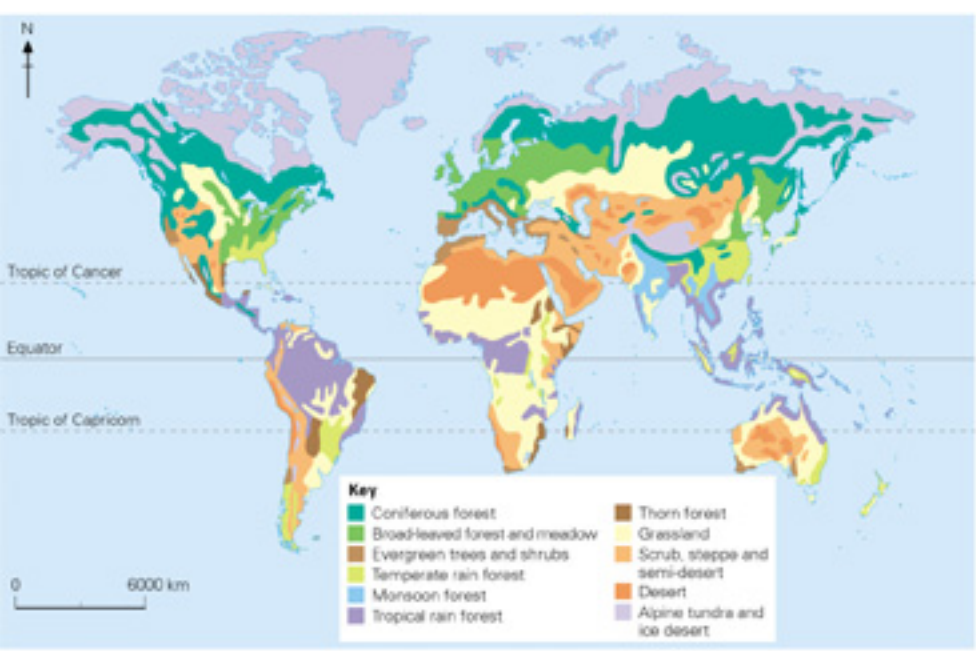 N
Tropic of Cancer
Equator
Tropic of Capricorn
Key
Coniferous forest
Broad-leaved forest and meadow
Evergreen trees and shrubs
Temperate rain forest
Monsoon forest
Tropical rain forest
Thorn forest
Grassland
Scrub, steppe and
semi-desert
Desert
Alpine tundra and
ice desert
0 6000 km